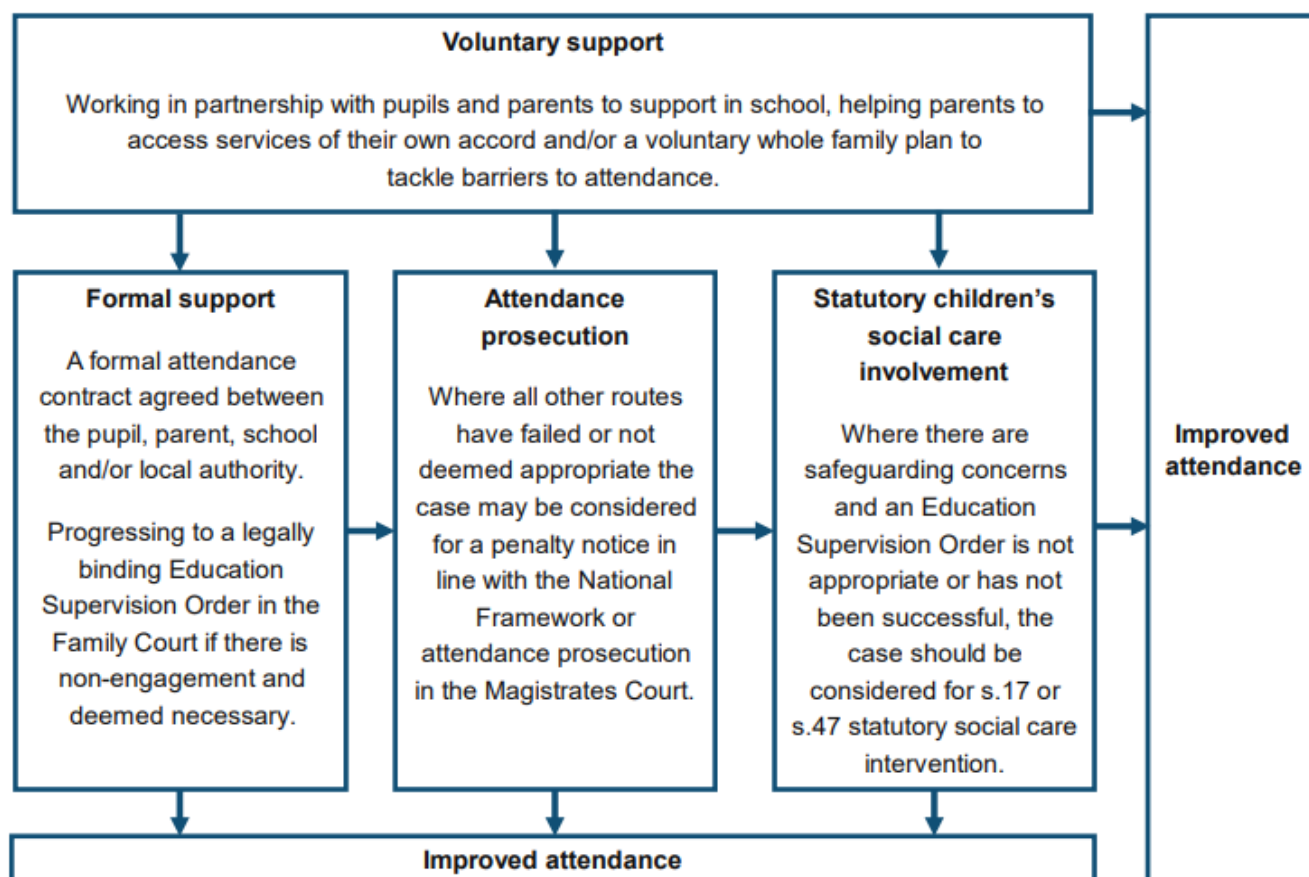 Voluntary support
Working in partnership with pupils and parents to support in school, helping parents to
access services of their own accord and/or a voluntary whole family plan to
tackle barriers to attendance.
Formal support
A formal attendance
contract agreed between
the pupil, parent, school
and/or local authority.
Progressing to a legally
binding Education
Supervision Order in the
Family Court if there is
non-engagement and
deemed necessary.
Attendance
prosecution
Where all other routes
have failed or not
deemed appropriate the
case may be considered
for a penalty notice in
line with the National
Framework or
attendance prosecution
in the Magistrates Court.
Statutory children’s
social care
involvement
Where there are
safeguarding concerns
and an Education
Supervision Order is not
appropriate or has not
been successful, the
case should be
considered for s.17 or
s.47 statutory social care
intervention.
Improved
attendance
Improved attendance